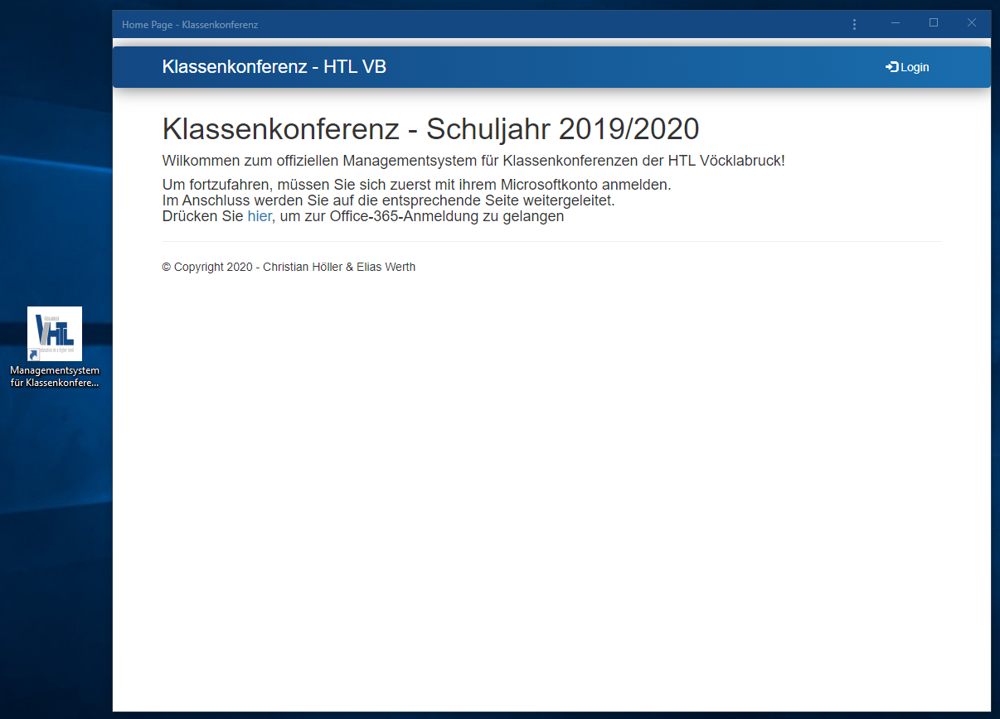 Home Page - Klassenkonferenz
Klassenkonferenz - HTL VB
Login
Klassenkonferenz - Schuljahr 2019/2020
Wilkommen zum offiziellen Managementsystem für Klassenkonferenzen der HTL Vöcklabruck!
Um fortzufahren, müssen Sie sich zuerst mit ihrem Microsoftkonto anmelden.
Im Anschluss werden Sie auf die entsprechende Seite weitergeleitet.
Drücken Sie hier, um zur Office-365-Anmeldung zu gelangen
© Copyright 2020 - Christian Höller & Elias Werth
VHTL
Managementsystem
für Klassenkonfere...